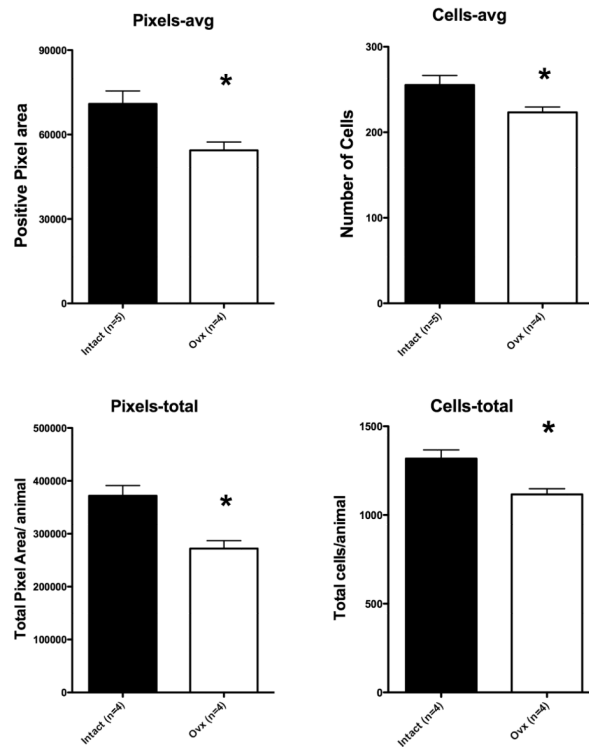 Pixels-avg
Positive Pixel area
90000
60000
30000
0
*
Intact (n=5)
Ovx (n=4)
Cells-avg
Number of Cells
300
200
100
0
*
Intact (n=5)
Ovx (n=4)
Pixels-total
Total Pixel Area/ animal
500000
400000
300000
200000
100000
0
*
Intact (n=4)
Ovx (n=4)
Cells-total
Total cells/animal
1500
1000
500
0
*
Intact (n=4)
Ovx (n=4)